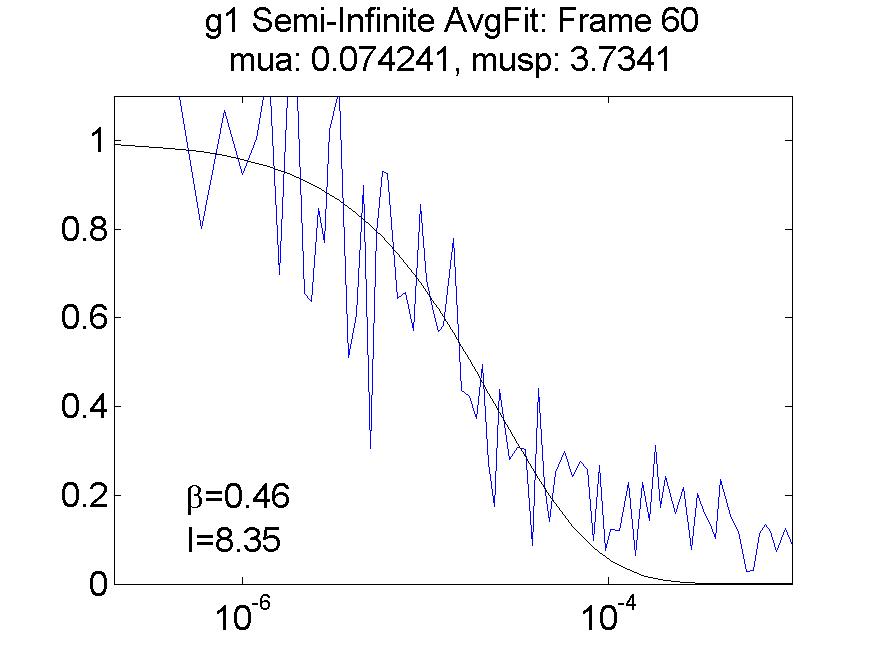 g1 Semi-Infinite AvgFit: Frame 60
mua: 0.074241, musp: 3.7341
1
0.8
0.6
0.4
0.2
0
β=0.46
I=8.35
10^-6
10^-4